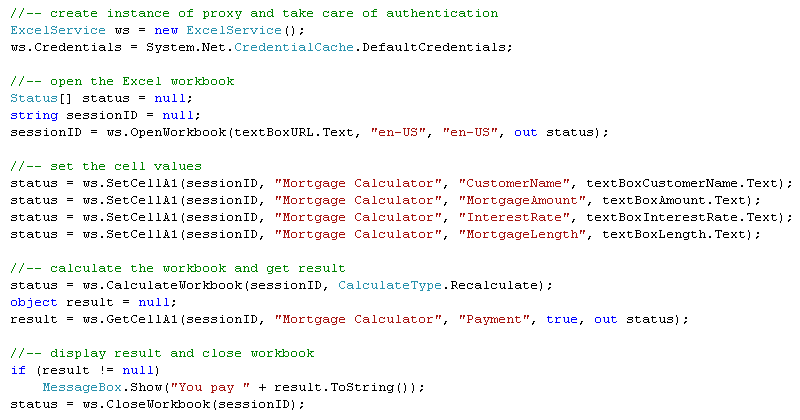 //-- create instance of proxy and take care of authentication
ExcelService ws = new ExcelService();
ws.Credentials = System.Net.CredentialCache.DefaultCredentials;

//-- open the Excel workbook
Status[] status = null;
string sessionID = null;
sessionID = ws.OpenWorkbook(textBoxURL.Text, "en-US", "en-US", out status);

//-- set the cell values
status = ws.SetCellA1(sessionID, "Mortgage Calculator", "CustomerName", textBoxCustomerName.Text);
status = ws.SetCellA1(sessionID, "Mortgage Calculator", "MortgageAmount", textBoxAmount.Text);
status = ws.SetCellA1(sessionID, "Mortgage Calculator", "InterestRate", textBoxInterestRate.Text);
status = ws.SetCellA1(sessionID, "Mortgage Calculator", "MortgageLength", textBoxLength.Text);

//-- calculate the workbook and get result
status = ws.CalculateWorkbook(sessionID, CalculateType.Recalculate);
object result = null;
result = ws.GetCellA1(sessionID, "Mortgage Calculator", "Payment", true, out status);

//-- display result and close workbook
if (result != null)
    MessageBox.Show("You pay " + result.ToString());
status = ws.CloseWorkbook(sessionID);